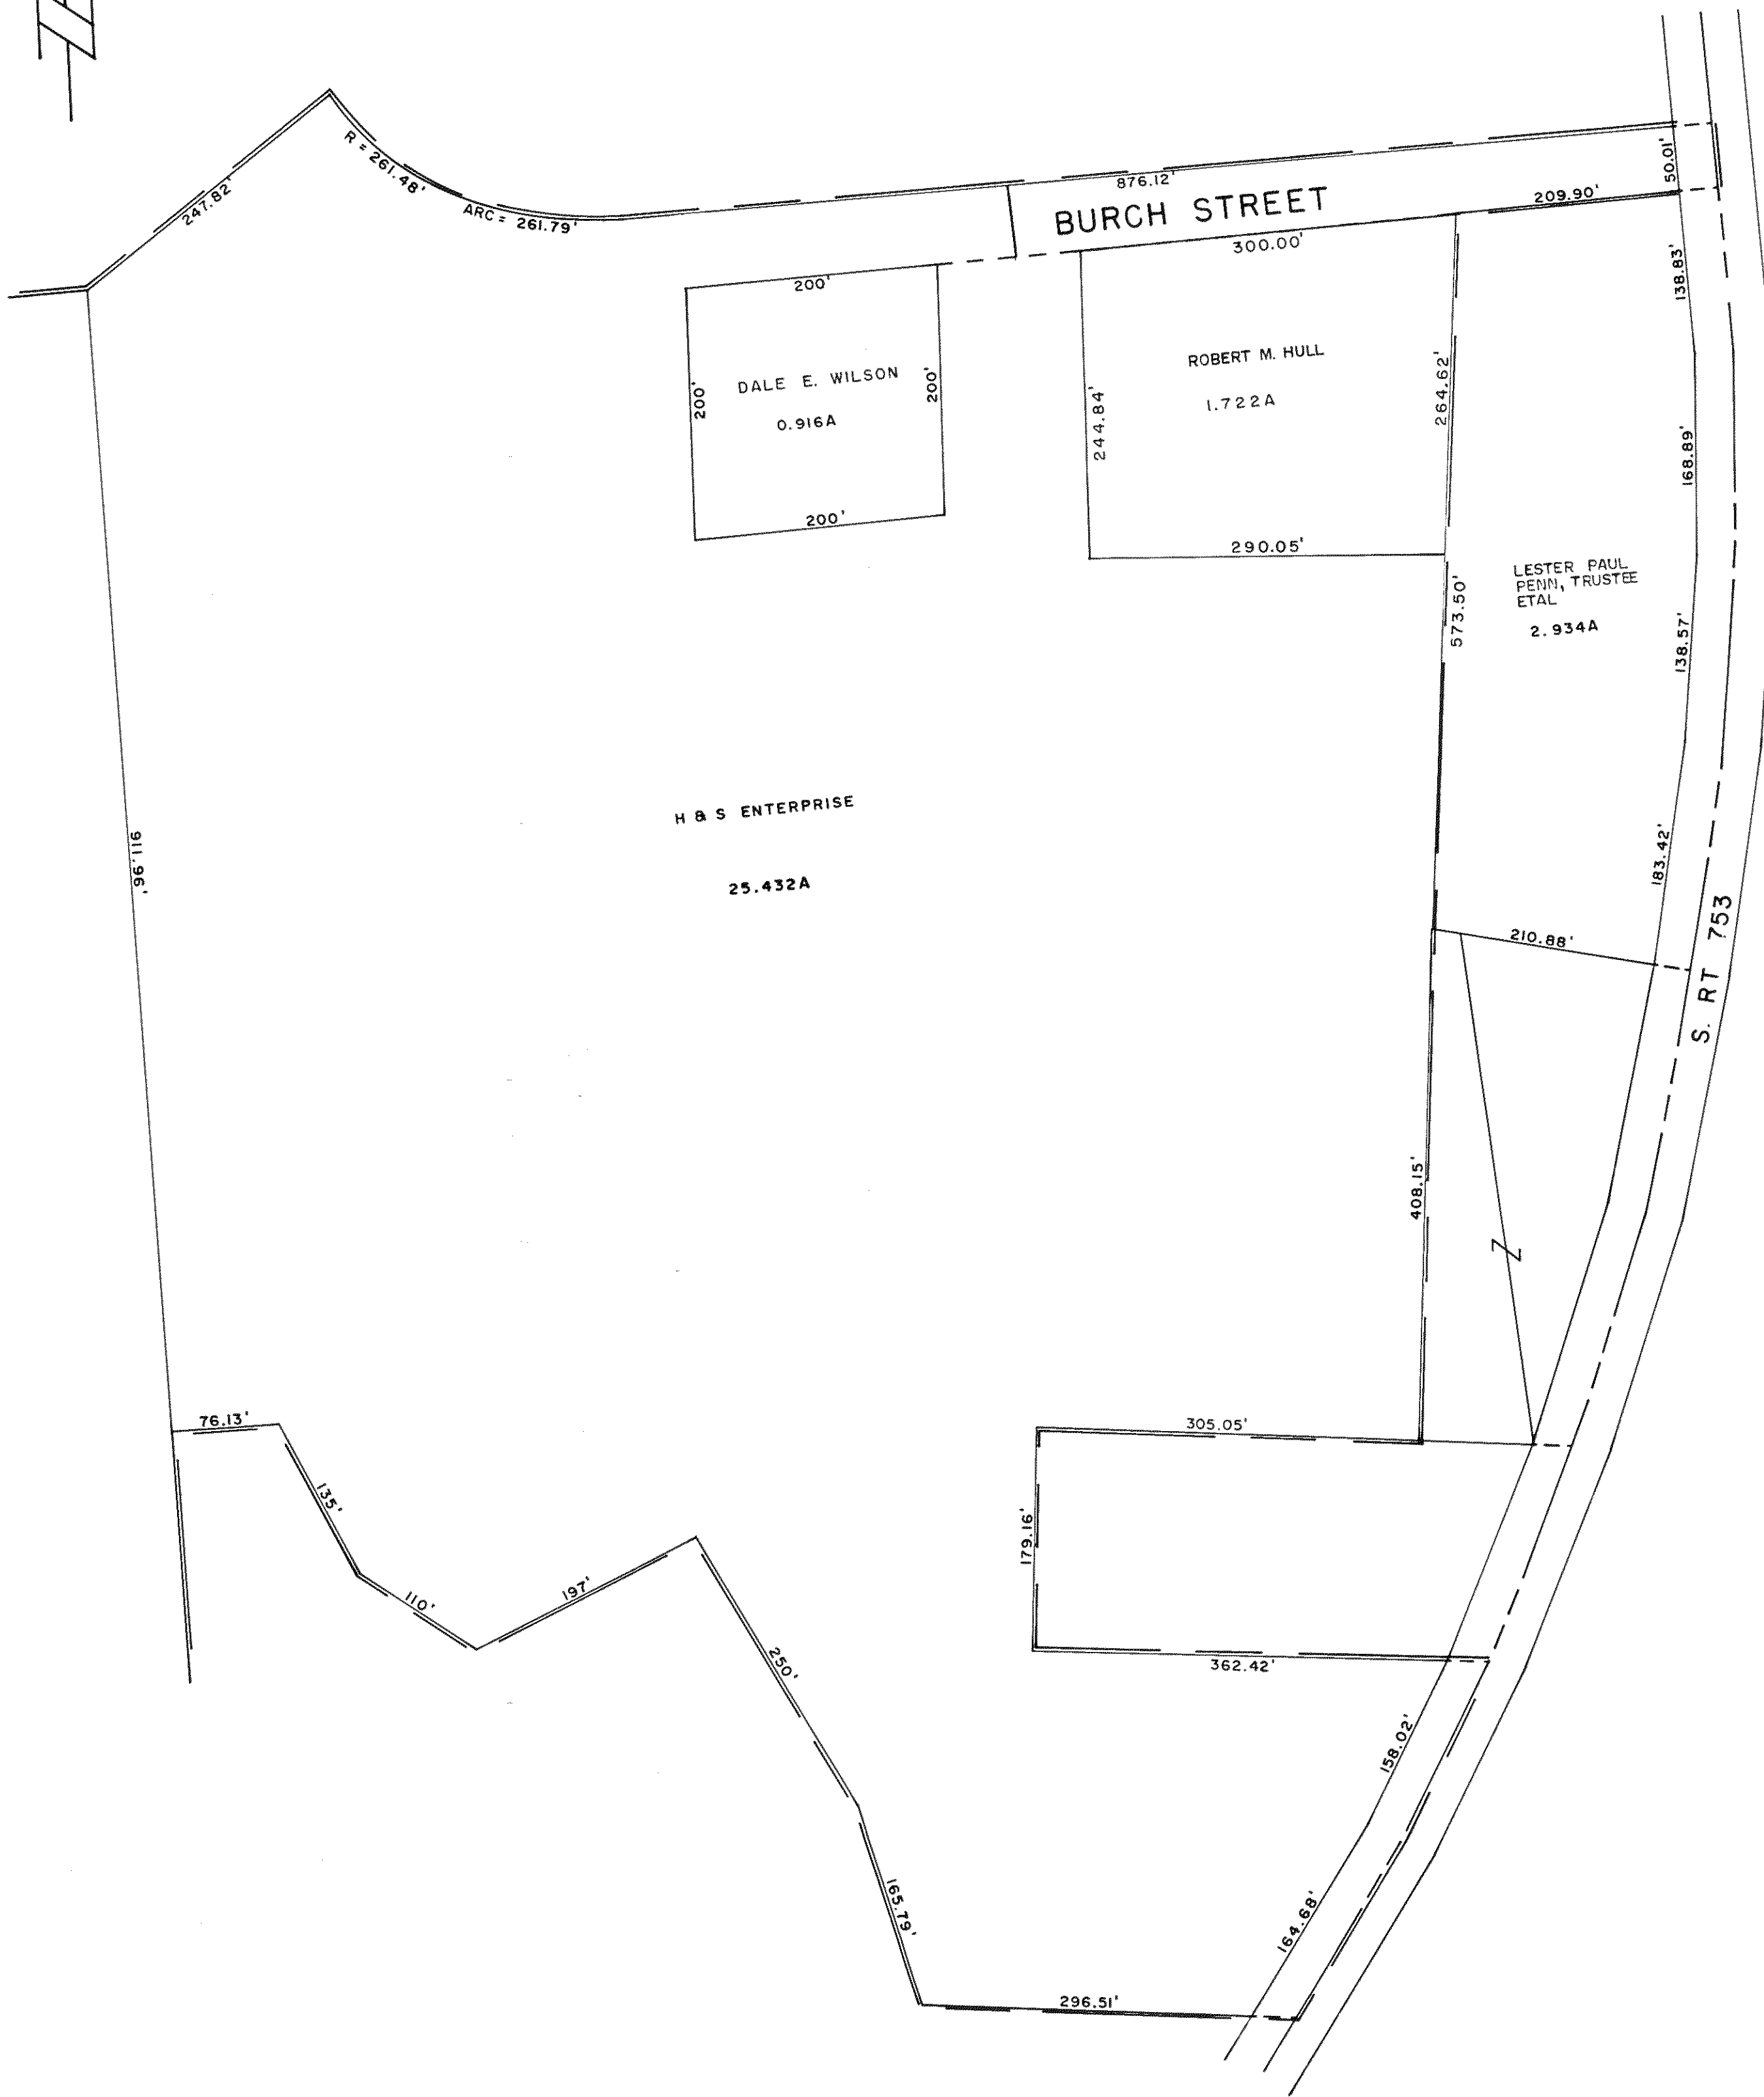 247.82'
R = 261.48'
ARC = 261.79'
876.12'
BURCH STREET
50.01'
209.90'
300.00'
138.83'
200'
200'
DALE E. WILSON
0.916A
200'
200'
244.84'
ROBERT M. HULL
1.722A
264.62'
290.05'
168.89'
573.50'
LESTER PAUL
PENN, TRUSTEE
ETAL
2.934A
138.57'
911.96'
H & S ENTERPRISE
25.432A
183.42'
S. RT 753
210.88'
408.15'
Z
76.13'
305.05'
135'
179.16'
110'
197'
250'
362.42'
158.02'
165.79'
164.68'
296.51'